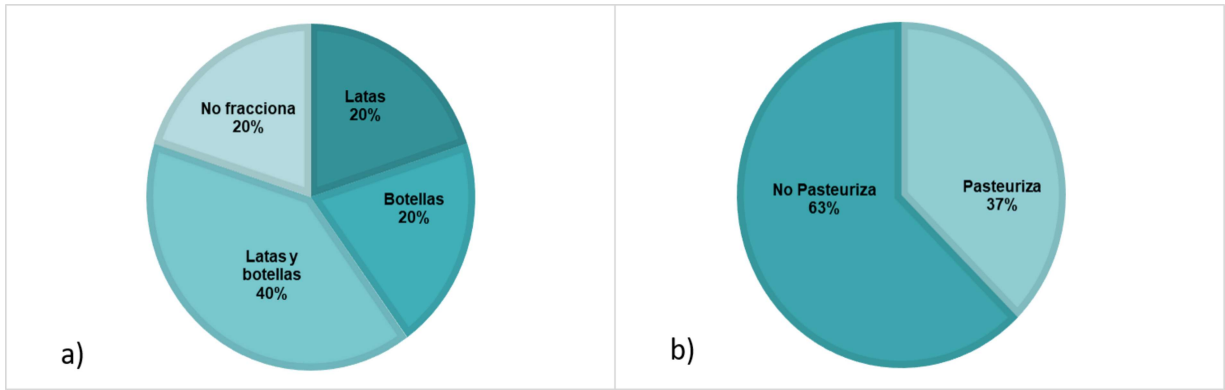 No fracciona
20%
Latas
20%
Botellas
20%
Latas y
botellas
40%
a)
No Pasteuriza
63%
Pasteuriza
37%
b)